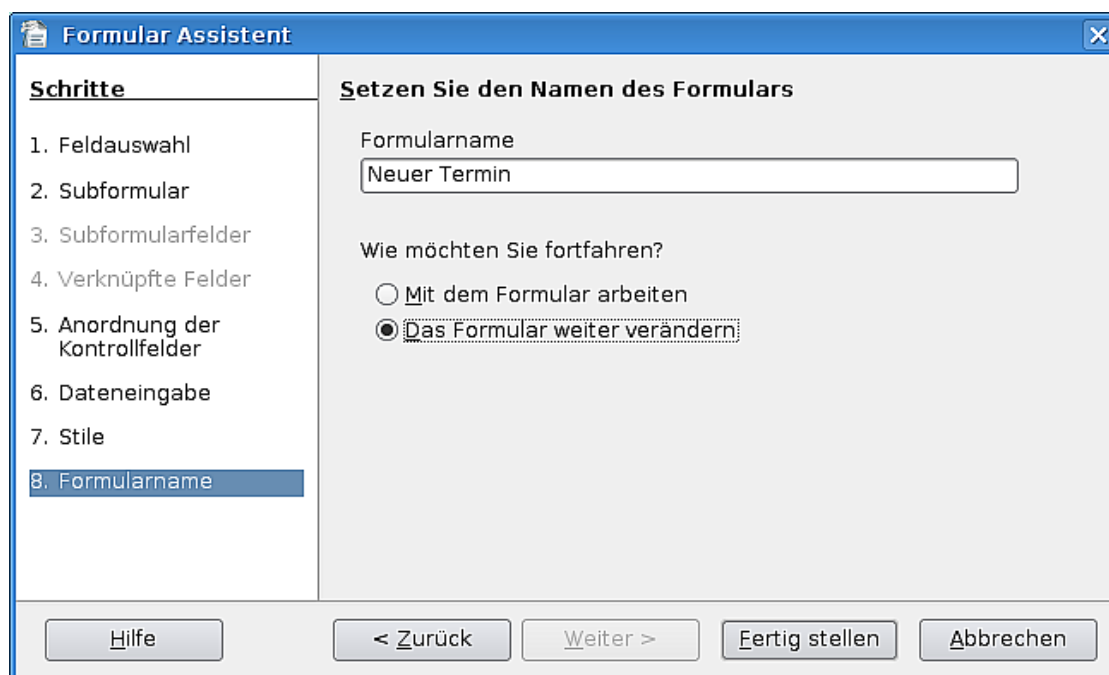 Formular Assistent
Schritte
1. Feldauswahl
2. Subformular
3. Subformularfelder
4. Verknüpfte Felder
5. Anordnung der
Kontrollfelder
6. Dateneingabe
7. Stile
8. Formularname
Setzen Sie den Namen des Formulars
Formularname
Neuer Termin
Wie möchten Sie fortfahren?
Mit dem Formular arbeiten
Das Formular weiter verändern
Hilfe
< Zurück
Weiter >
Fertig stellen
Abbrechen